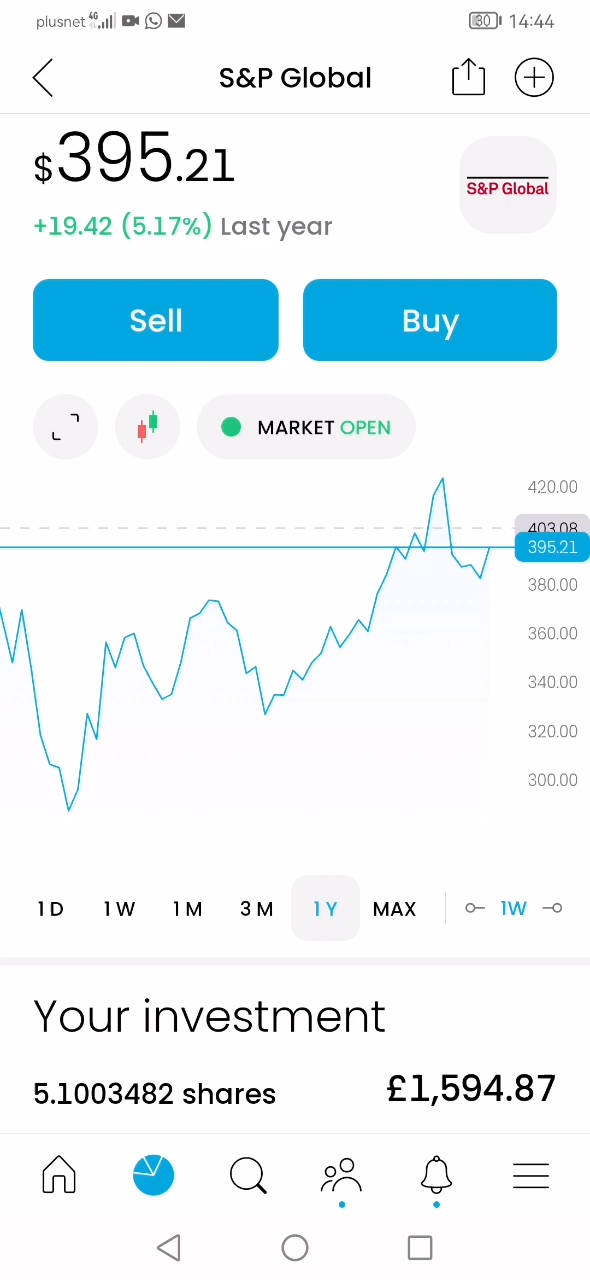 plusnet 4G 80 14:44
S&P Global
$395.21
S&P Global
+19.42 (5.17%) Last year
Sell Buy
MARKET OPEN
420.00
403.08
395.21
380.00
360.00
340.00
320.00
300.00
1D 1W 1M 3M 1Y MAX 1W
Your investment
5.1003482 shares £1,594.87